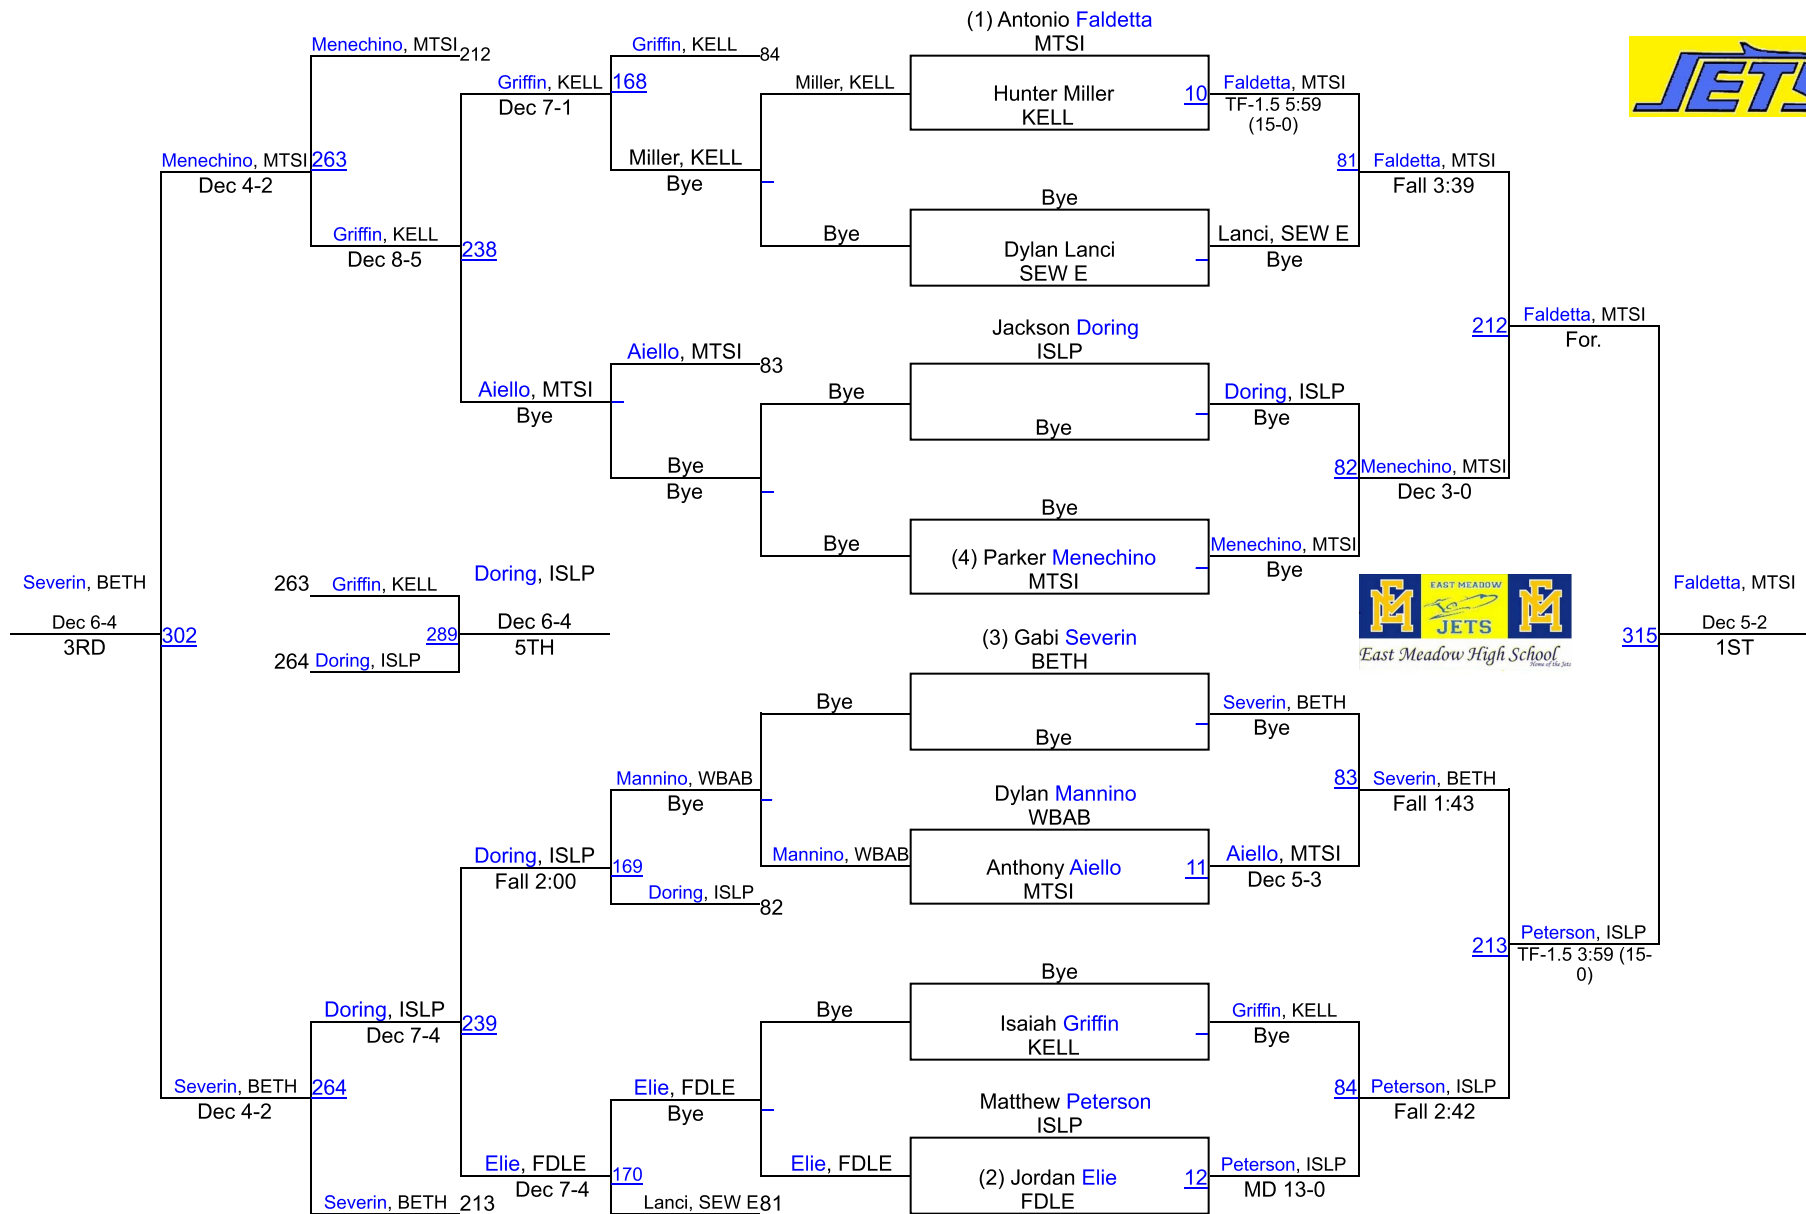 (1) Antonio Faldetta
MTSI
Menechino, MTSI
212
Griffin, KELL
84
Griffin, KELL
168
Dec 7-1
Miller, KELL
Hunter Miller
KELL
10
Faldetta, MTSI
TF-1.5 5:59
(15-0)
JETS
Menechino, MTSI
263
Dec 4-2
Miller, KELL
Bye
81
Faldetta, MTSI
Fall 3:39
Bye
Griffin, KELL
238
Dec 8-5
Bye
Dylan Lanci
SEW E
Lanci, SEW E
Bye
Jackson Doring
ISLP
212
Faldetta, MTSI
For.
Aiello, MTSI
83
Aiello, MTSI
Bye
Bye
Bye
Doring, ISLP
Bye
Bye
Bye
82
Menechino, MTSI
Dec 3-0
Bye
Bye
(4) Parker Menechino
MTSI
Menechino, MTSI
Bye
Severin, BETH
Dec 6-4
3RD
302
263
Griffin, KELL
Doring, ISLP
289
Dec 6-4
5TH
264
Doring, ISLP
EM
EAST MEADOW
JETS
EM
East Meadow High School
Home of the Jets
Faldetta, MTSI
315
Dec 5-2
1ST
(3) Gabi Severin
BETH
Bye
Bye
Severin, BETH
Bye
Mannino, WBAB
Bye
Dylan Mannino
WBAB
83
Severin, BETH
Fall 1:43
Doring, ISLP
169
Fall 2:00
Mannino, WBAB
Anthony Aiello
MTSI
11
Aiello, MTSI
Dec 5-3
Doring, ISLP
82
213
Peterson, ISLP
TF-1.5 3:59 (15-
0)
Bye
Doring, ISLP
239
Dec 7-4
Bye
Isaiah Griffin
KELL
Griffin, KELL
Bye
Severin, BETH
264
Dec 4-2
Elie, FDLE
Bye
Matthew Peterson
ISLP
84
Peterson, ISLP
Fall 2:42
Elie, FDLE
170
Dec 7-4
Elie, FDLE
(2) Jordan Elie
FDLE
12
Peterson, ISLP
MD 13-0
Severin, BETH
213
Lanci, SEW E
81